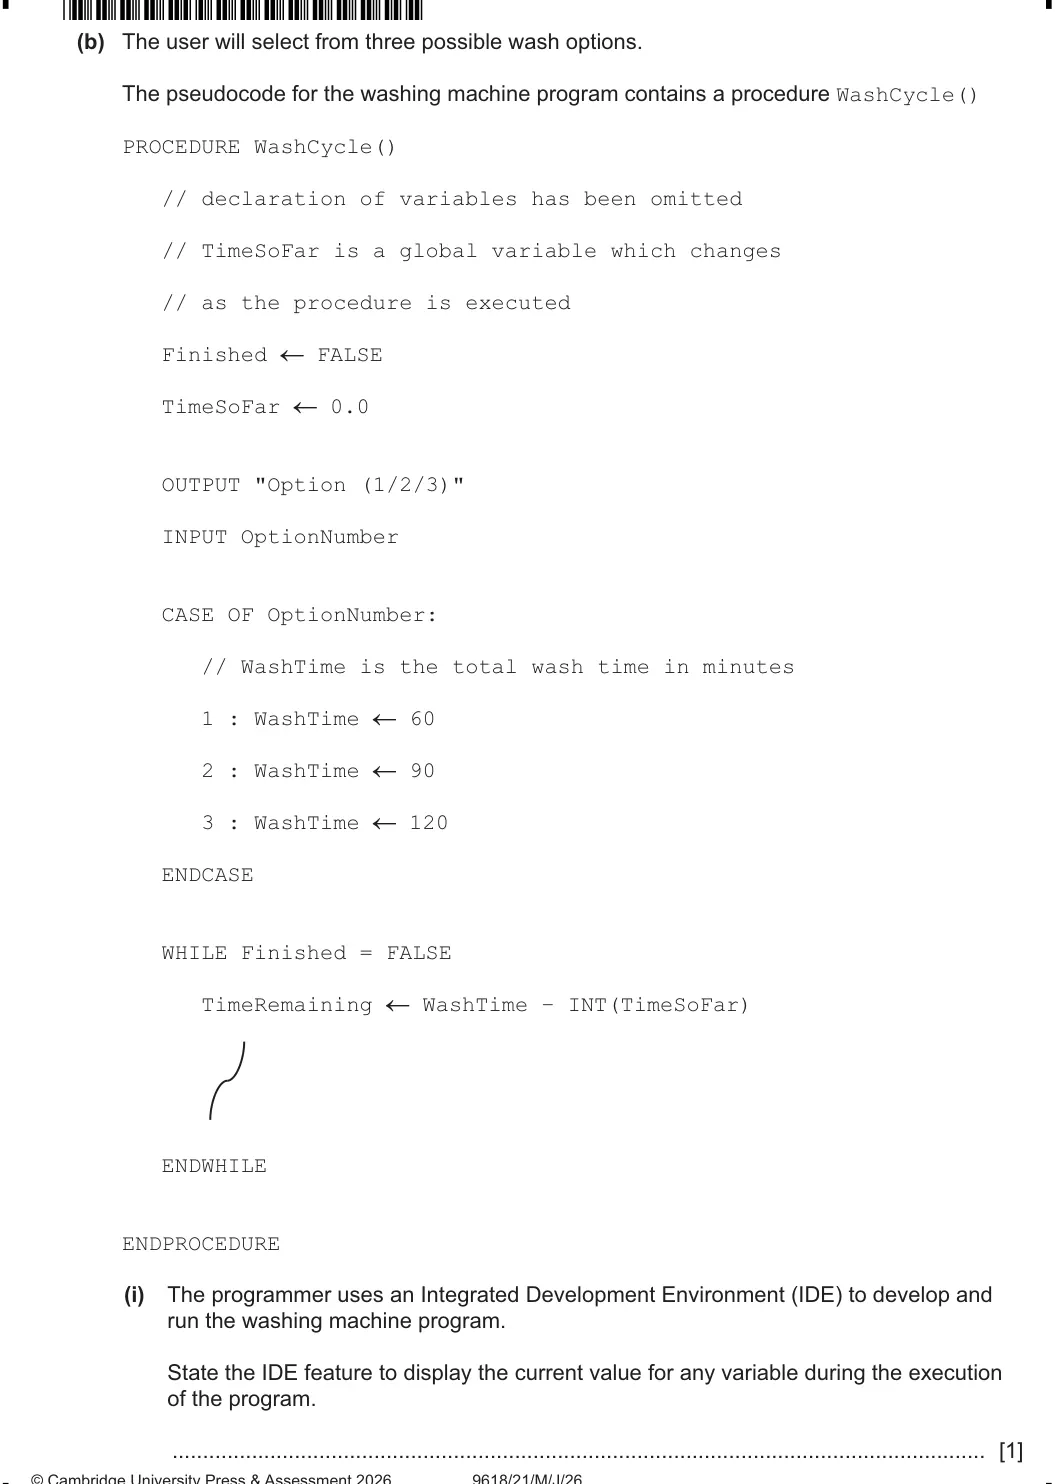 (b) The user will select from three possible wash options.
The pseudocode for the washing machine program contains a procedure WashCycle()
PROCEDURE WashCycle()
// declaration of variables has been omitted
// TimeSoFar is a global variable which changes
// as the procedure is executed
Finished ← FALSE
TimeSoFar ← 0.0
OUTPUT "Option (1/2/3)"
INPUT OptionNumber
CASE OF OptionNumber:
// WashTime is the total wash time in minutes
1 : WashTime ← 60
2 : WashTime ← 90
3 : WashTime ← 120
ENDCASE
WHILE Finished = FALSE
TimeRemaining ← WashTime - INT(TimeSoFar)
ENDWHILE
ENDPROCEDURE
(i) The programmer uses an Integrated Development Environment (IDE) to develop and
run the washing machine program.
State the IDE feature to display the current value for any variable during the execution
of the program.
..................................................................................................................................... [1]
© Cambridge University Press & Assessment 2026 9618/21/M/J/26